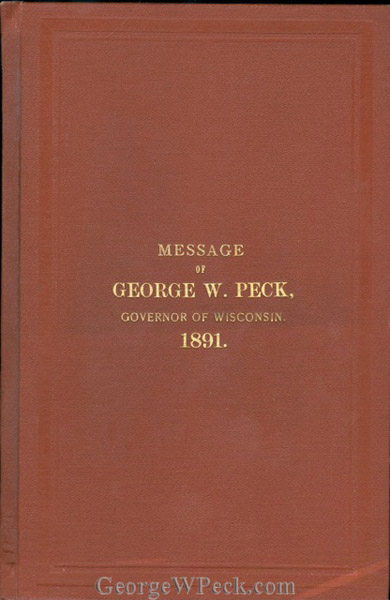 MESSAGE
OF
GEORGE W. PECK,
GOVERNOR OF WISCONSIN.
1891.
GeorgeWPeck.com